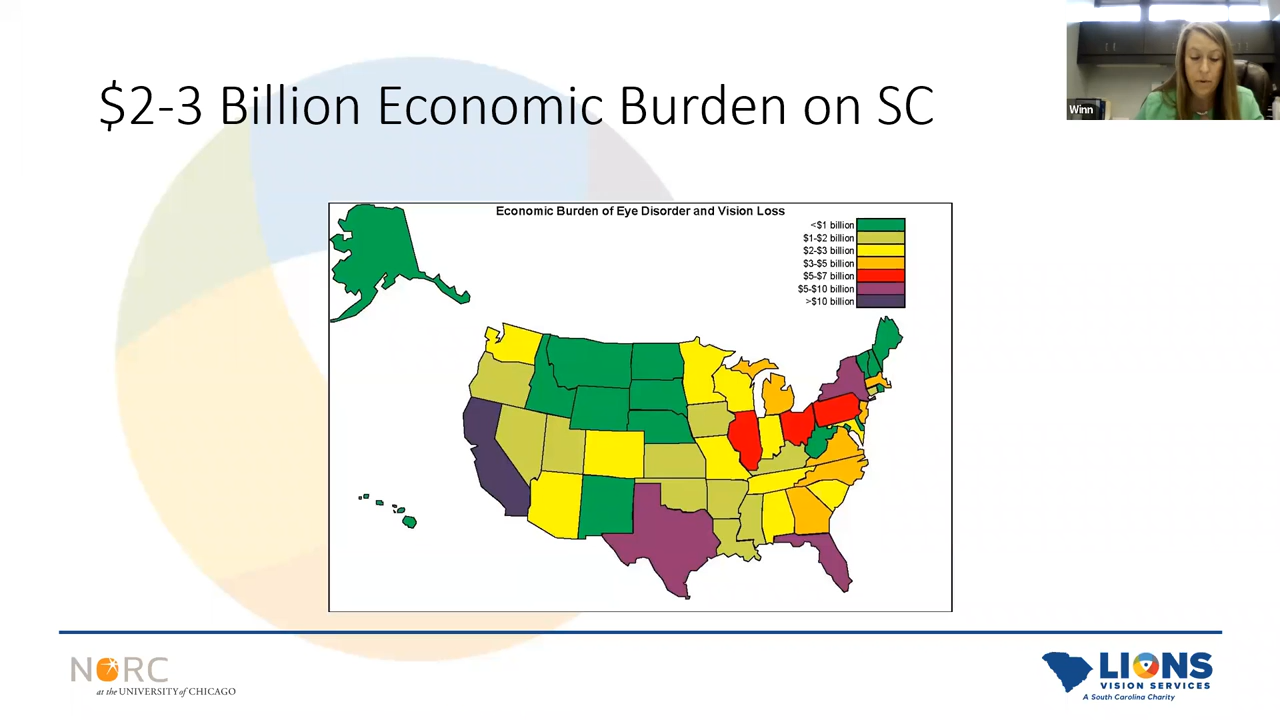 $2-3 Billion Economic Burden on SC
Winn
Economic Burden of Eye Disorder and Vision Loss
<$1 billion
$1-$2 billion
$2-$3 billion
$3-$5 billion
$5-$7 billion
$5-$10 billion
>$10 billion
NORC
at the UNIVERSITY of CHICAGO
LIONS
VISION SERVICES
A South Carolina Charity